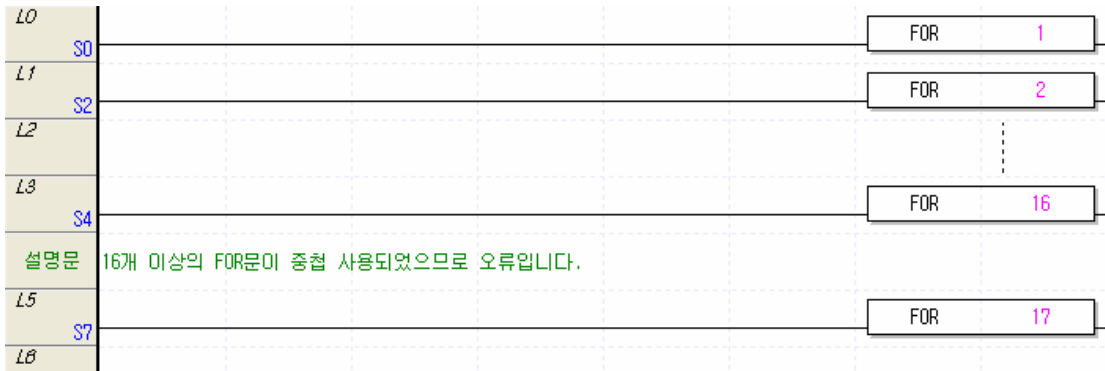 L0
S0 FOR 1
L1
S2 FOR 2
L2
L3
S4 FOR 16
설명문 16개 이상의 FOR문이 중첩 사용되었으므로 오류입니다.
L5
S7 FOR 17
L6